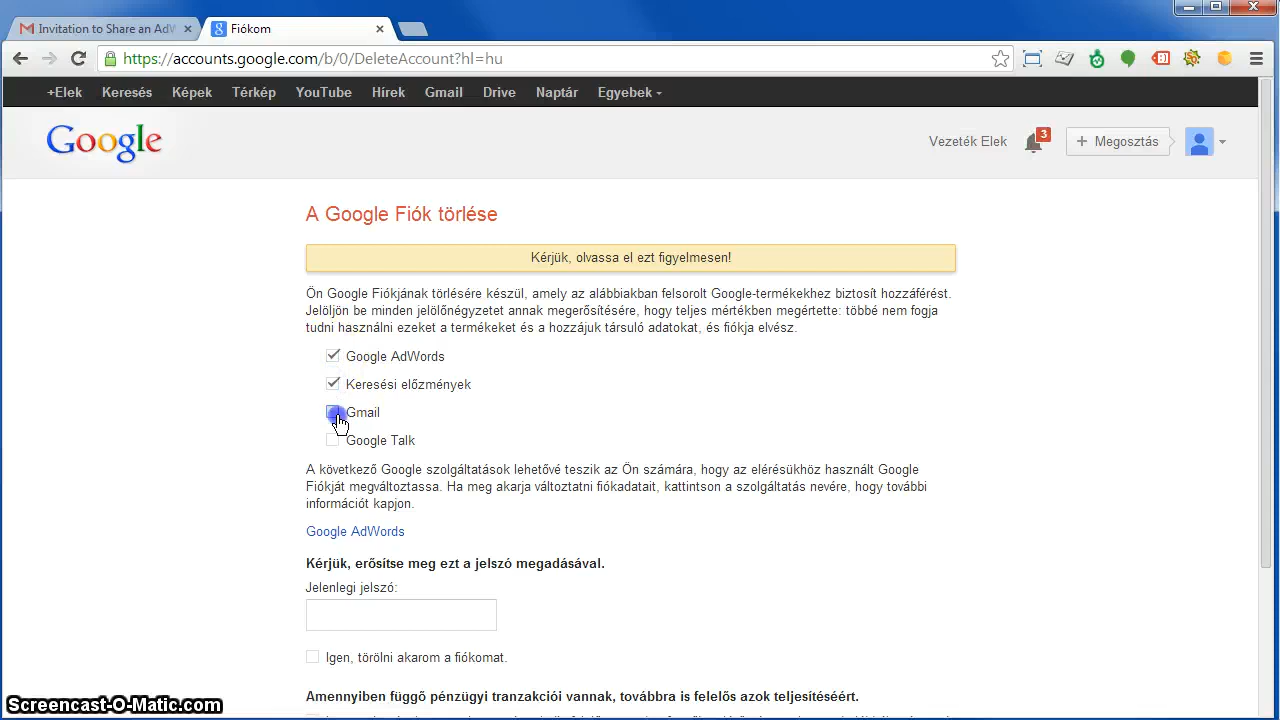 Invitation to Share an AdW
Fiókom
https://accounts.google.com/b/0/DeleteAccount?hl=hu
+Elek Keresés Képek Térkép YouTube Hírek Gmail Drive Naptár Egyebek
Google
Vezeték Elek 3 + Megosztás
A Google Fiók törlése
Kérjük, olvassa el ezt figyelmesen!
Ön Google Fiókjának törlésére készül, amely az alábbiakban felsorolt Google-termékekhez biztosít hozzáférést.
Jelöljön be minden jelölőnégyzetet annak megerősítésére, hogy teljes mértékben megértette: többé nem fogja
tudni használni ezeket a termékeket és a hozzájuk társuló adatokat, és fiókja elvész.
Google AdWords
Keresési előzmények
Gmail
Google Talk
A következő Google szolgáltatások lehetővé teszik az Ön számára, hogy az elérésükhöz használt Google
Fiókját megváltoztassa. Ha meg akarja változtatni fiókadatait, kattintson a szolgáltatás nevére, hogy további
információt kapjon.
Google AdWords
Kérjük, erősítse meg ezt a jelszó megadásával.
Jelenlegi jelszó:
Igen, törölni akarom a fiókomat.
Amennyiben függő pénzügyi tranzakciói vannak, továbbra is felelős azok teljesítéséért.
Screencast-O-Matic.com